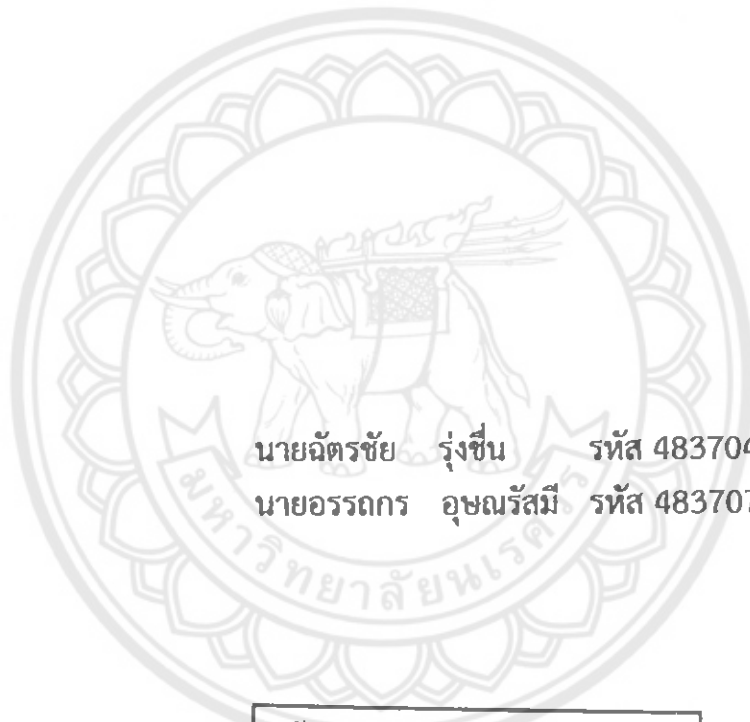 นายฉัตรชัย รุ่งชื่น รหัส 483704
นายอรรถกร อุษณรัสมี รหัส 483707
มหาวิทยาลัยนเรศวร